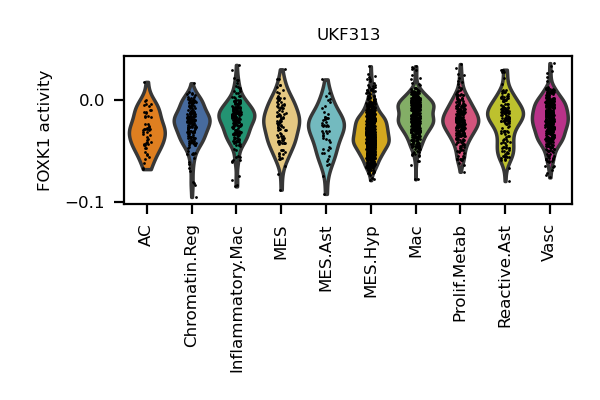 UKF313
FOXK1 activity
0.0
−0.1
AC
Chromatin.Reg
Inflammatory.Mac
MES
MES.Ast
MES.Hyp
Mac
Prolif.Metab
Reactive.Ast
Vasc